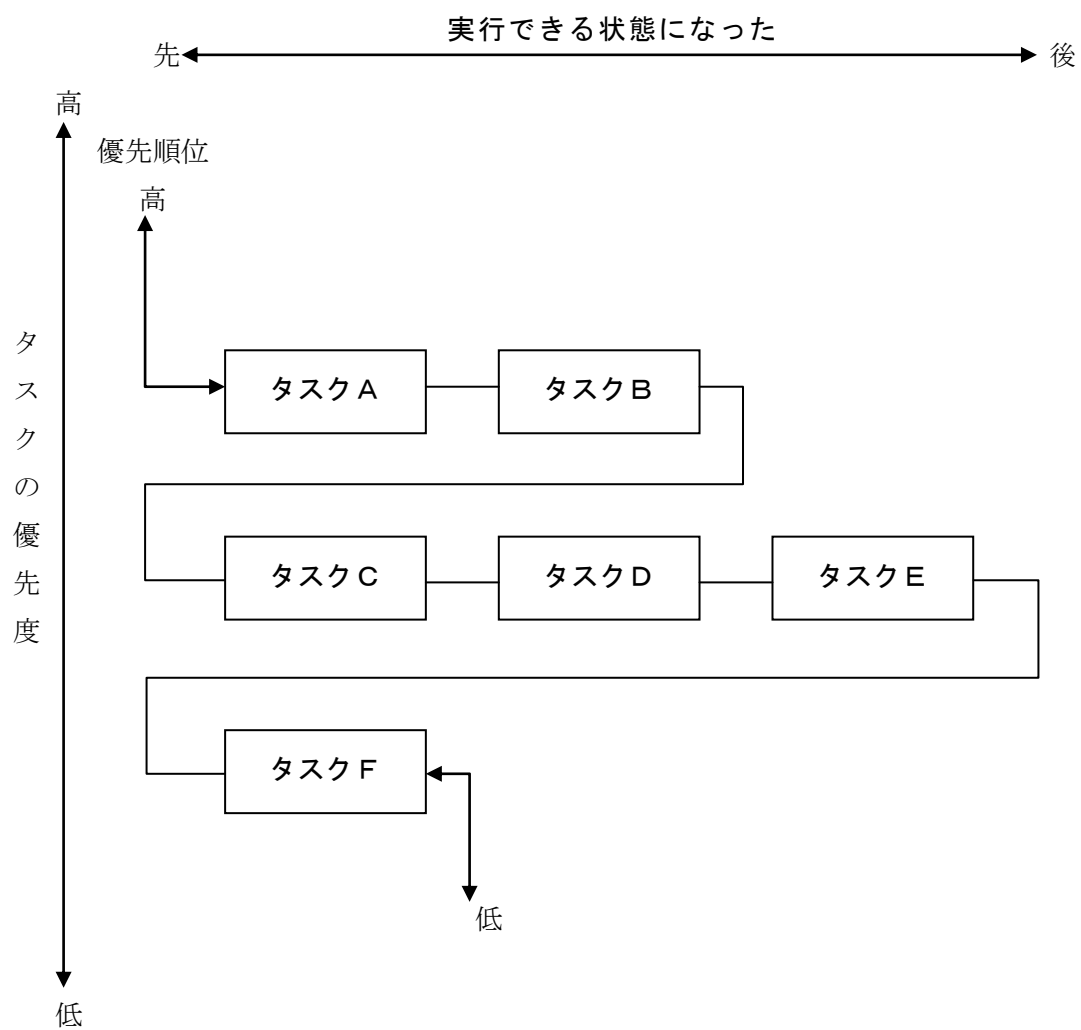 実行できる状態になった
先
後
高
優先順位
高
タスクの優先度
タスクA
タスクB
タスクC
タスクD
タスクE
タスクF
低
低